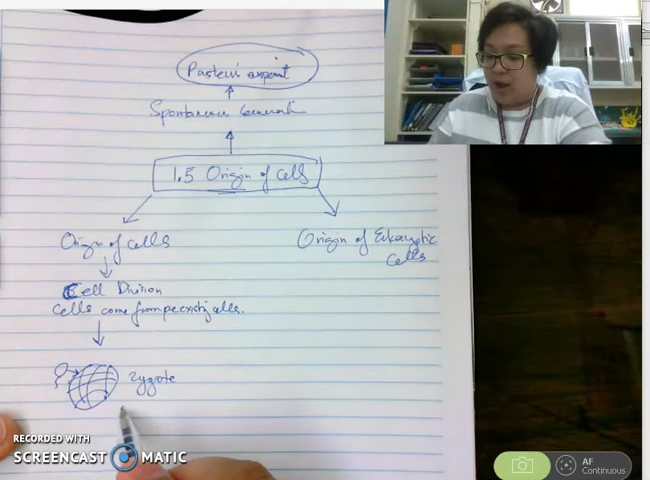 Pasteur's experiment
Spontaneous Generation
1.5 Origin of cells
Origin of cells
Origin of Eukaryotic
Cells
Cell Division
cells come from preexisting cells.
zygote
RECORDED WITH
SCREENCAST MATIC
AF
Continuous